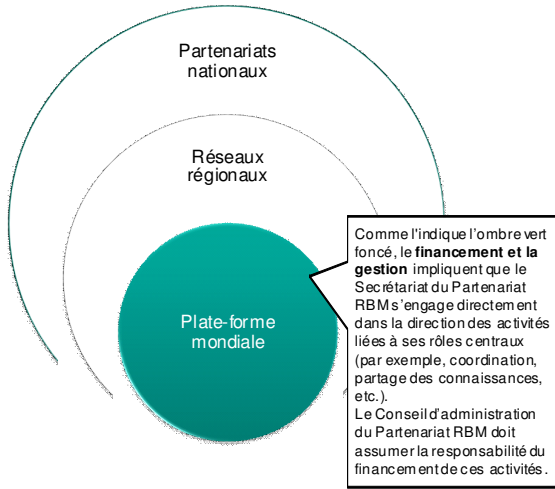 Partenariats
nationaux
Réseaux
régionaux
Plate-forme
mondiale
Comme l'indique l'ombre vert
foncé, le financement et la
gestion impliquent que le
Secrétariat du Partenariat
RBM s'engage directement
dans la direction des activités
liées à ses rôles centraux
(par exemple, coordination,
partage des connaissances,
etc.).
Le Conseil d'administration
du Partenariat RBM doit
assumer la responsabilité du
financement de ces activités.